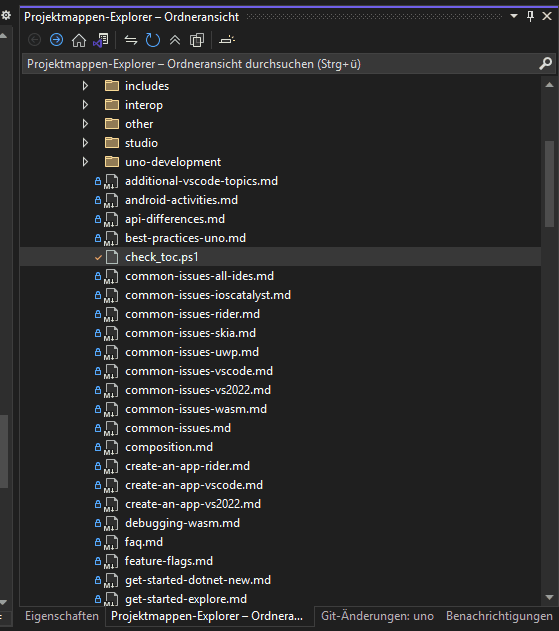 Projektmappen-Explorer – Ordneransicht
Projektmappen-Explorer – Ordneransicht durchsuchen (Strg+ü)
includes
interop
other
studio
uno-development
additional-vscode-topics.md
android-activities.md
api-differences.md
best-practices-uno.md
check_toc.ps1
common-issues-all-ides.md
common-issues-ioscatalyst.md
common-issues-rider.md
common-issues-skia.md
common-issues-uwp.md
common-issues-vscode.md
common-issues-vs2022.md
common-issues-wasm.md
common-issues.md
composition.md
create-an-app-rider.md
create-an-app-vscode.md
create-an-app-vs2022.md
debugging-wasm.md
faq.md
feature-flags.md
get-started-dotnet-new.md
get-started-explore.md
Eigenschaften Projektmappen-Explorer – Ordnera... Git-Änderungen: uno Benachrichtigungen